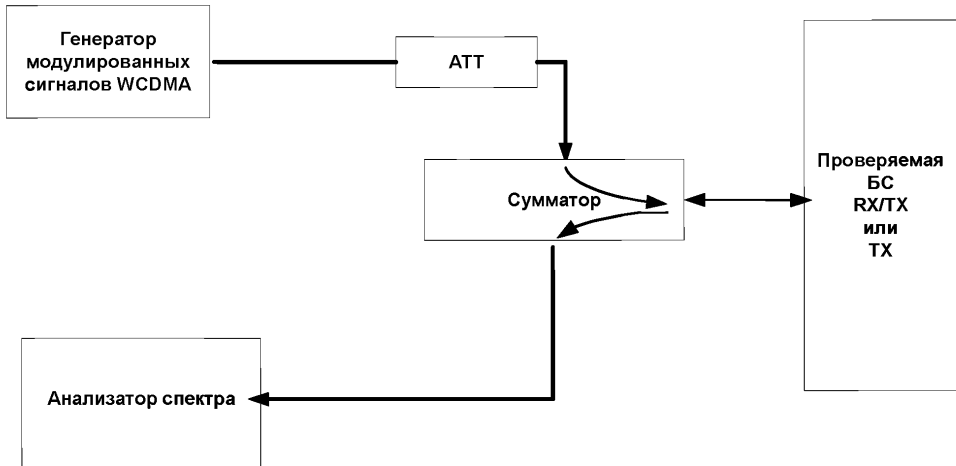 Генератор
модулированных
сигналов WCDMA
АТТ
Сумматор
Проверяемая
БС
RX/TX
или
TX
Анализатор спектра